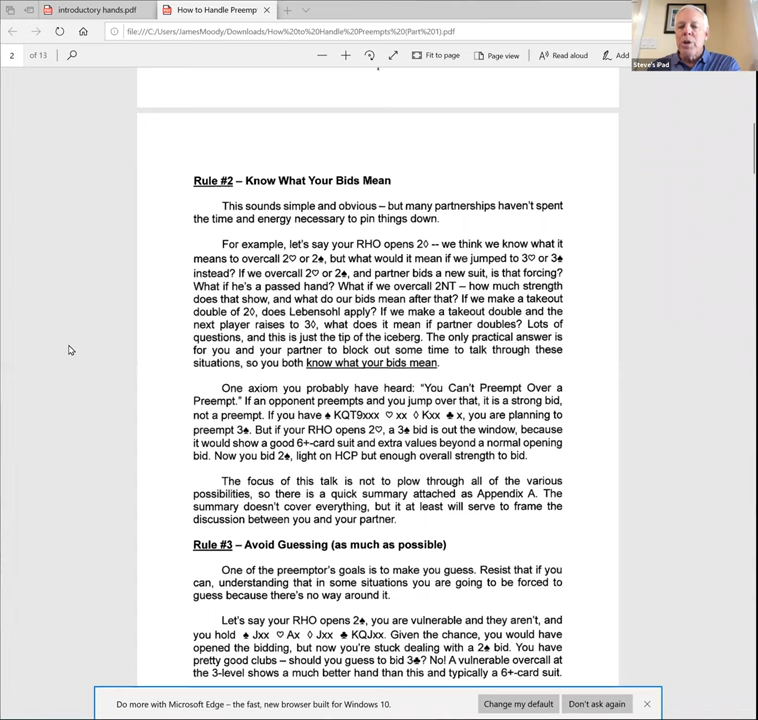 introductory hands.pdf
How to Handle Preempt
file:///C:/Users/JamesMoody/Downloads/How%20to%20Handle%20Preempts%20(Part%201).pdf
2 of 13
Fit to page
Page view
Read aloud
Add
Steve's iPad
Rule #2 – Know What Your Bids Mean
This sounds simple and obvious – but many partnerships haven't spent
the time and energy necessary to pin things down.
For example, let's say your RHO opens 2◊ -- we think we know what it
means to overcall 2♡ or 2♠, but what would it mean if we jumped to 3♡ or 3♠
instead? If we overcall 2♡ or 2♠, and partner bids a new suit, is that forcing?
What if he's a passed hand? What if we overcall 2NT – how much strength
does that show, and what do our bids mean after that? If we make a takeout
double of 2◊, does Lebensohl apply? If we make a takeout double and the
next player raises to 3◊, what does it mean if partner doubles? Lots of
questions, and this is just the tip of the iceberg. The only practical answer is
for you and your partner to block out some time to talk through these
situations, so you both know what your bids mean.
One axiom you probably have heard: "You Can't Preempt Over a
Preempt." If an opponent preempts and you jump over that, it is a strong bid,
not a preempt. If you have ♠ KQT9xxx ♡ xx ◊ Kxx ♣ x, you are planning to
preempt 3♠. But if your RHO opens 2♡, a 3♠ bid is out the window, because
it would show a good 6+-card suit and extra values beyond a normal opening
bid. Now you bid 2♠, light on HCP but enough overall strength to bid.
The focus of this talk is not to plow through all of the various
possibilities, so there is a quick summary attached as Appendix A. The
summary doesn't cover everything, but it at least will serve to frame the
discussion between you and your partner.
Rule #3 – Avoid Guessing (as much as possible)
One of the preemptor's goals is to make you guess. Resist that if you
can, understanding that in some situations you are going to be forced to
guess because there's no way around it.
Let's say your RHO opens 2♠, you are vulnerable and they aren't, and
you hold ♠ Jxx ♡ Ax ◊ Jxx ♣ KQJxx. Given the chance, you would have
opened the bidding, but now you're stuck dealing with a 2♠ bid. You have
pretty good clubs – should you guess to bid 3♣? No! A vulnerable overcall at
the 3-level shows a much better hand than this and typically a 6+-card suit.
Do more with Microsoft Edge – the fast, new browser built for Windows 10.
Change my default
Don't ask again